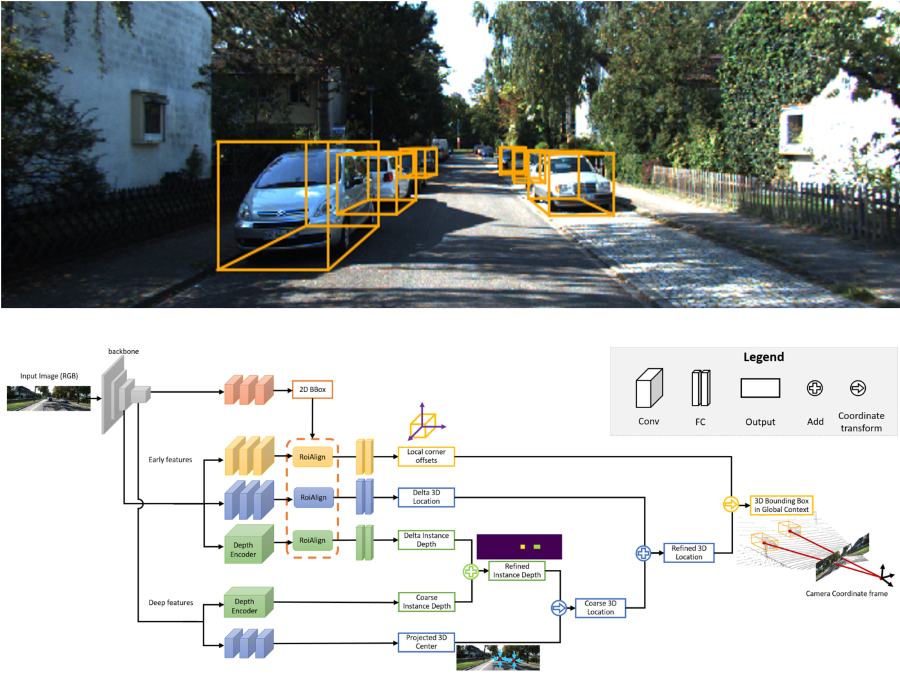 backbone
Input Image (RGB)
2D BBox
Legend
Conv
FC
Output
Add
Coordinate
transform
Early features
RoiAlign
Local corner
offsets
RoiAlign
Delta 3D
Location
3D Bounding Box
in Global Context
Depth
Encoder
RoiAlign
Delta Instance
Depth
Refined 3D
Location
Refined
Instance Depth
Deep features
Depth
Encoder
Coarse
Instance Depth
Coarse 3D
Location
Camera Coordinate frame
Projected 3D
Center